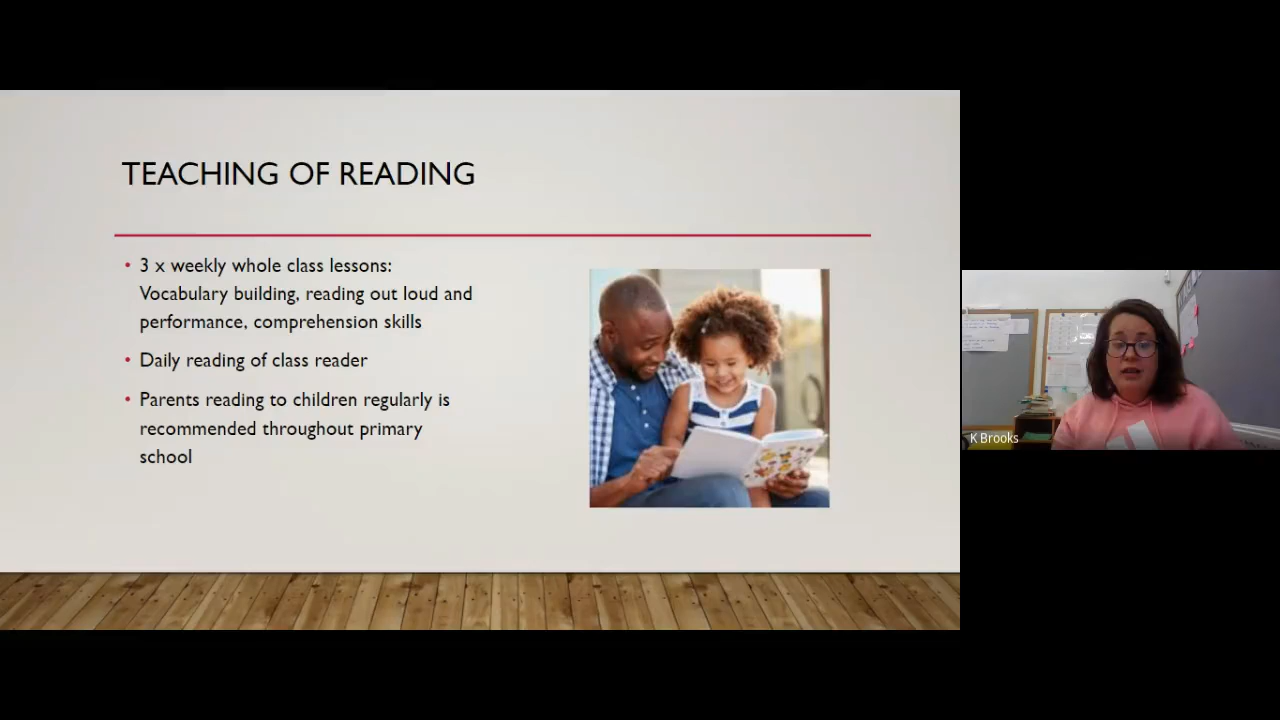 TEACHING OF READING
• 3 x weekly whole class lessons:
Vocabulary building, reading out loud and
performance, comprehension skills
• Daily reading of class reader
• Parents reading to children regularly is
recommended throughout primary
school
K Brooks